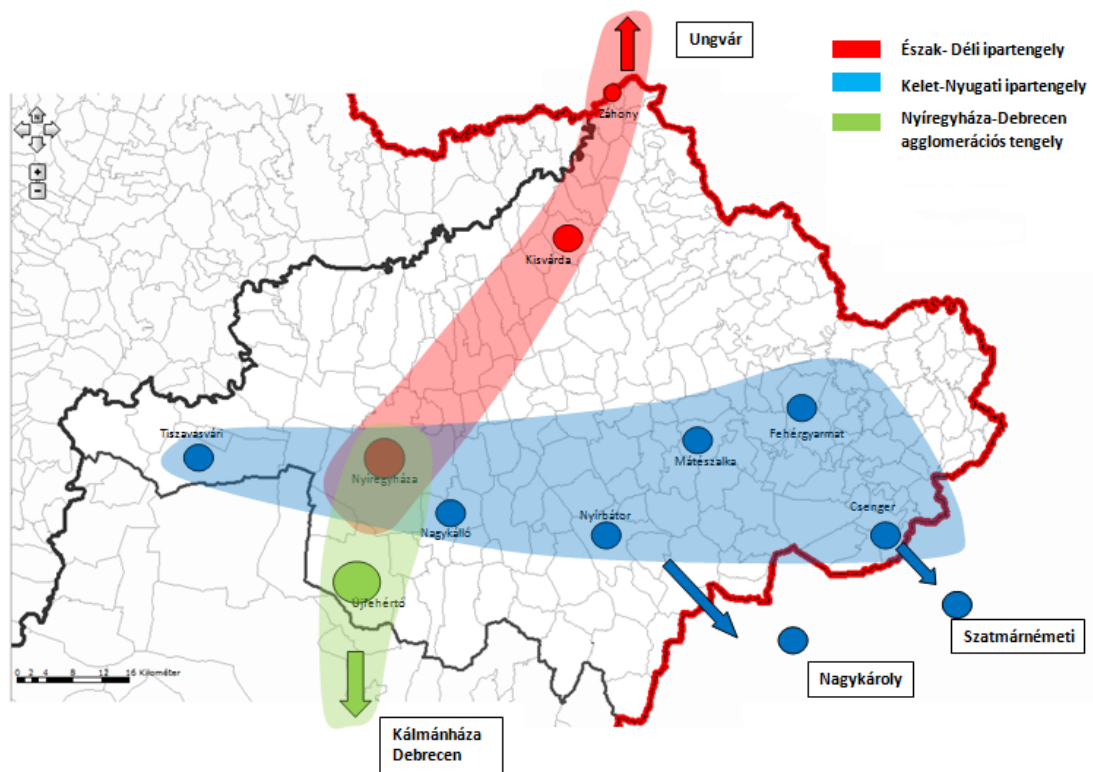 Ungvár
Észak- Déli ipartengely
Kelet-Nyugati ipartengely
Nyíregyháza-Debrecen
agglomerációs tengely
N
Záhony
Kisvárda
Tiszavasvári
Fehérgyarmat
Mátészalka
Nyíregyháza
Csenger
Nagykálló
Nyírbátor
Újfehértó
Szatmárnémeti
0 2 4 8 12 16 Kilométer
Nagykároly
Kálmánháza
Debrecen